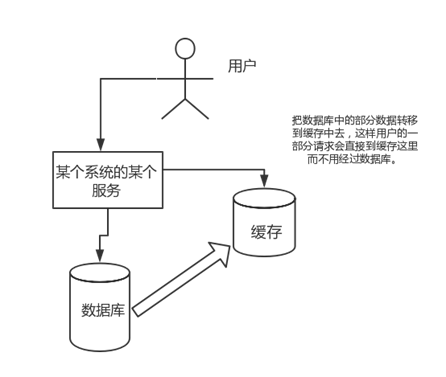 用户
把数据库中的部分数据转移
到缓存中去，这样用户的一
部分请求会直接到缓存这里
而不用经过数据库。
某个系统的某个
服务
缓存
数据库